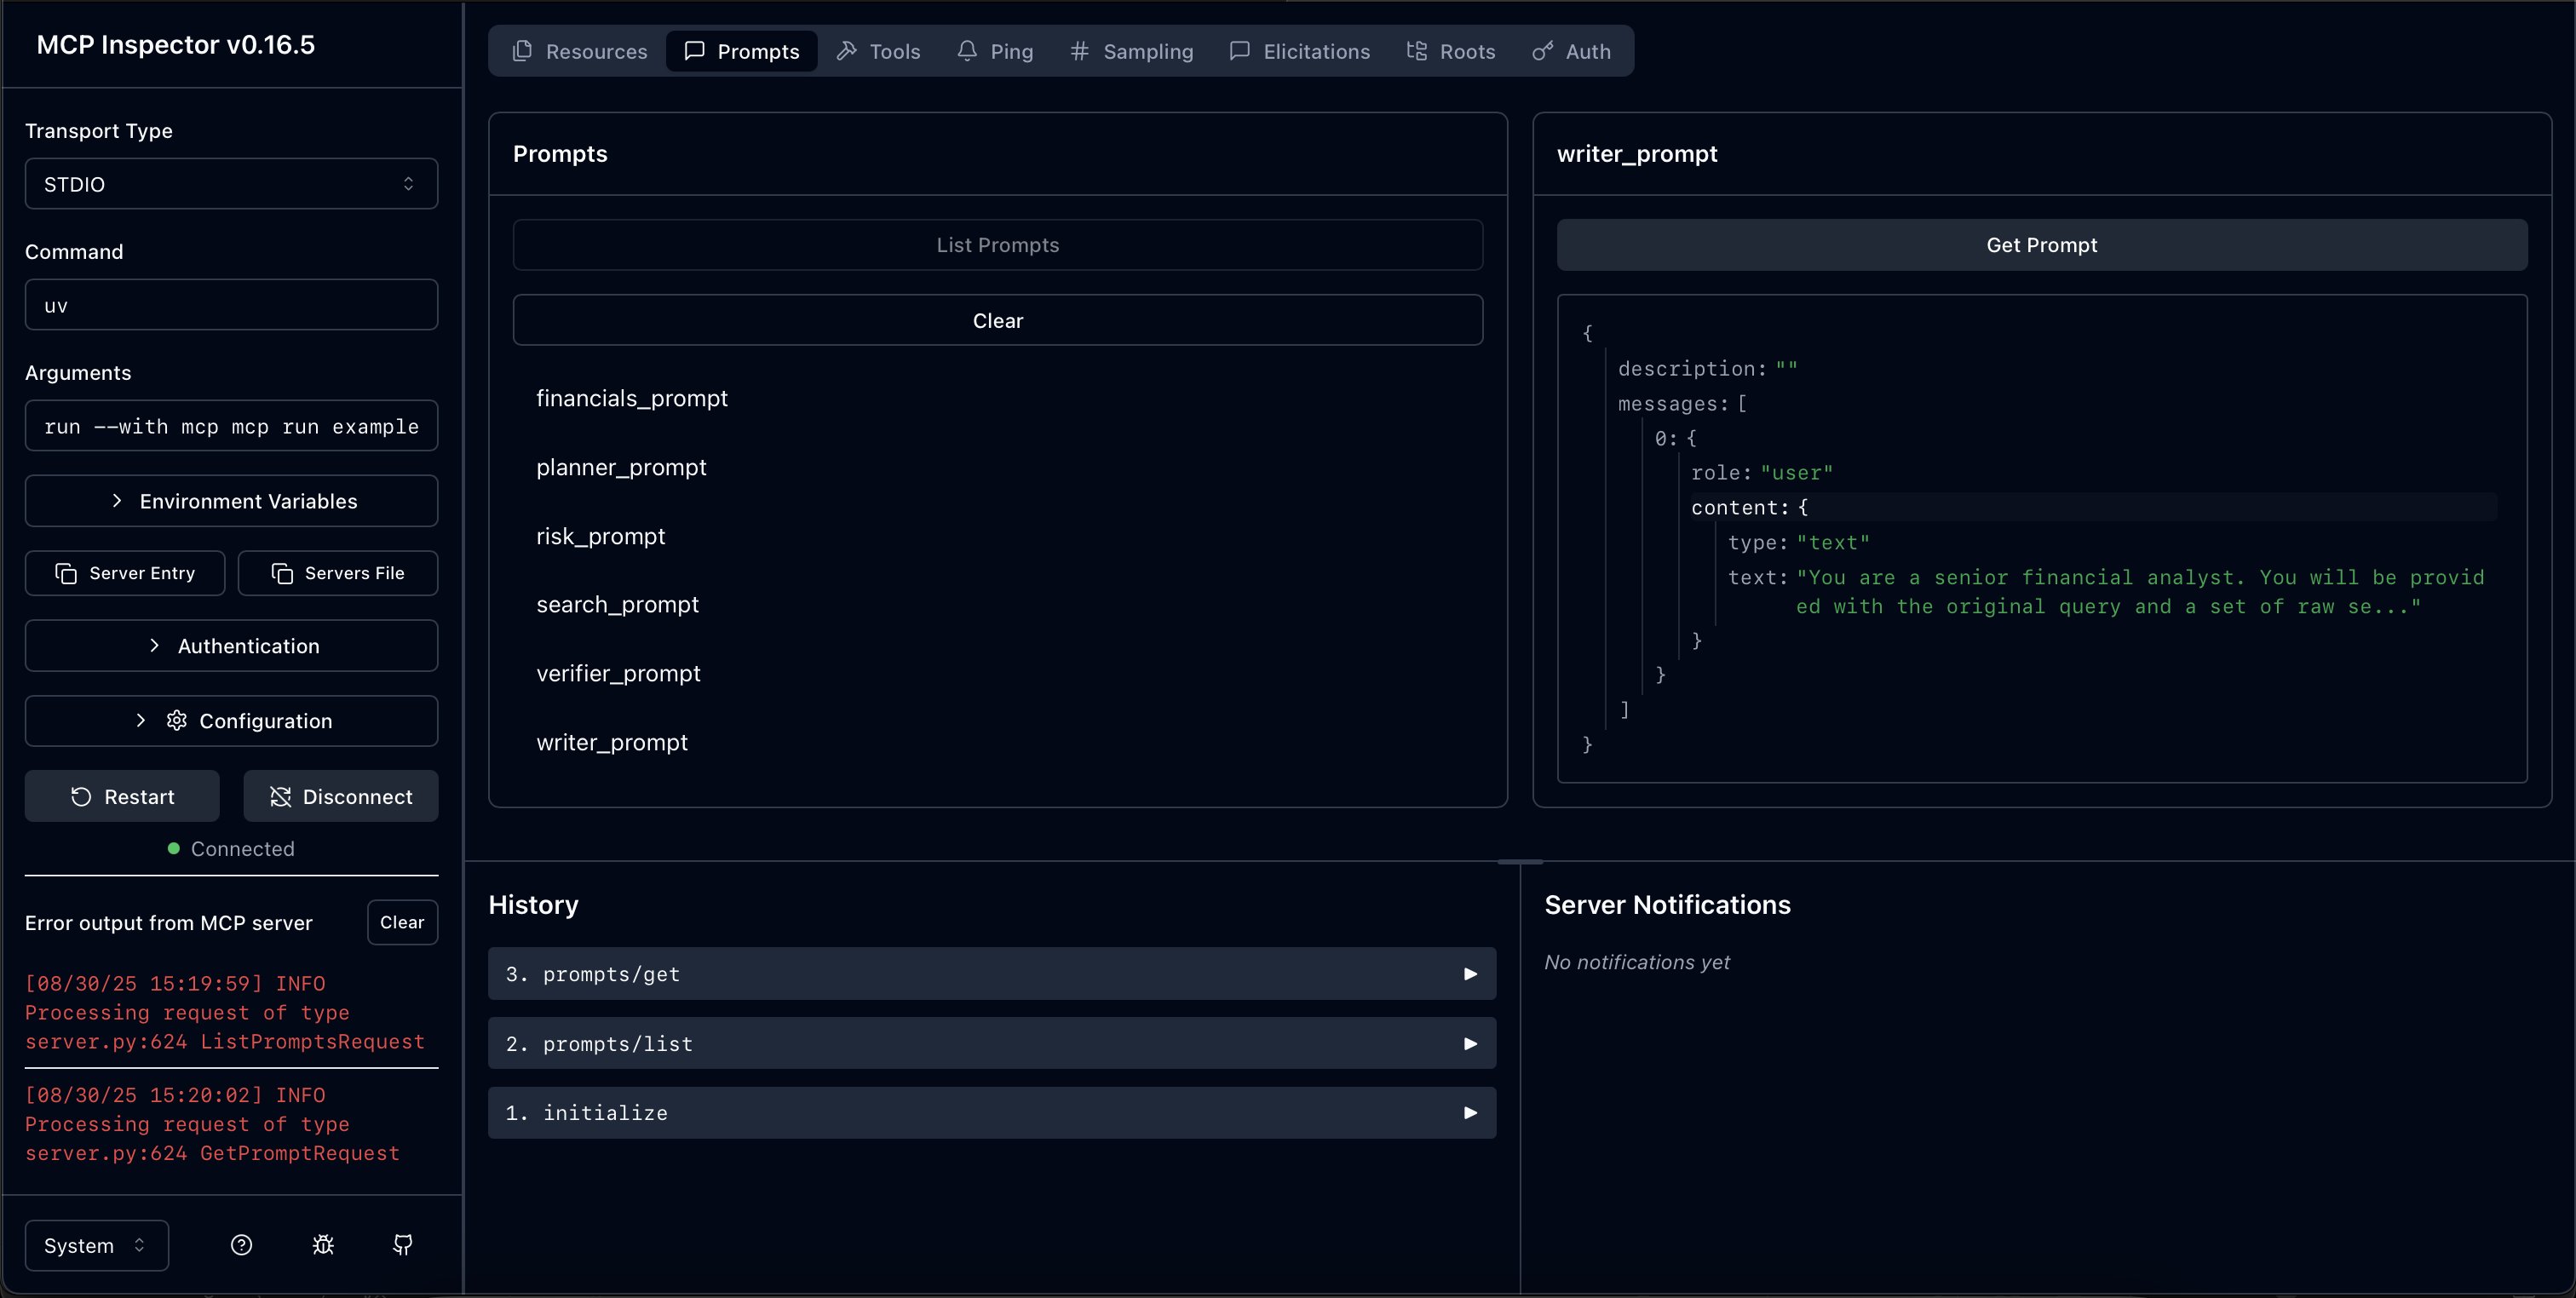 MCP Inspector v0.16.5
Transport Type
STDIO
Command
uv
Arguments
run --with mcp mcp run example
Environment Variables
Server Entry
Servers File
Authentication
Configuration
Restart
Disconnect
Connected
Error output from MCP server
Clear
[08/30/25 15:19:59] INFO
Processing request of type
server.py:624 ListPromptsRequest
[08/30/25 15:20:02] INFO
Processing request of type
server.py:624 GetPromptRequest
System
Resources
Prompts
Tools
Ping
Sampling
Elicitations
Roots
Auth
Prompts
List Prompts
Clear
financials_prompt
planner_prompt
risk_prompt
search_prompt
verifier_prompt
writer_prompt
writer_prompt
Get Prompt
{
description: ""
messages: [
0: {
role: "user"
content: {
type: "text"
text: "You are a senior financial analyst. You will be provid
ed with the original query and a set of raw se..."
}
}
]
}
History
3. prompts/get
2. prompts/list
1. initialize
Server Notifications
No notifications yet